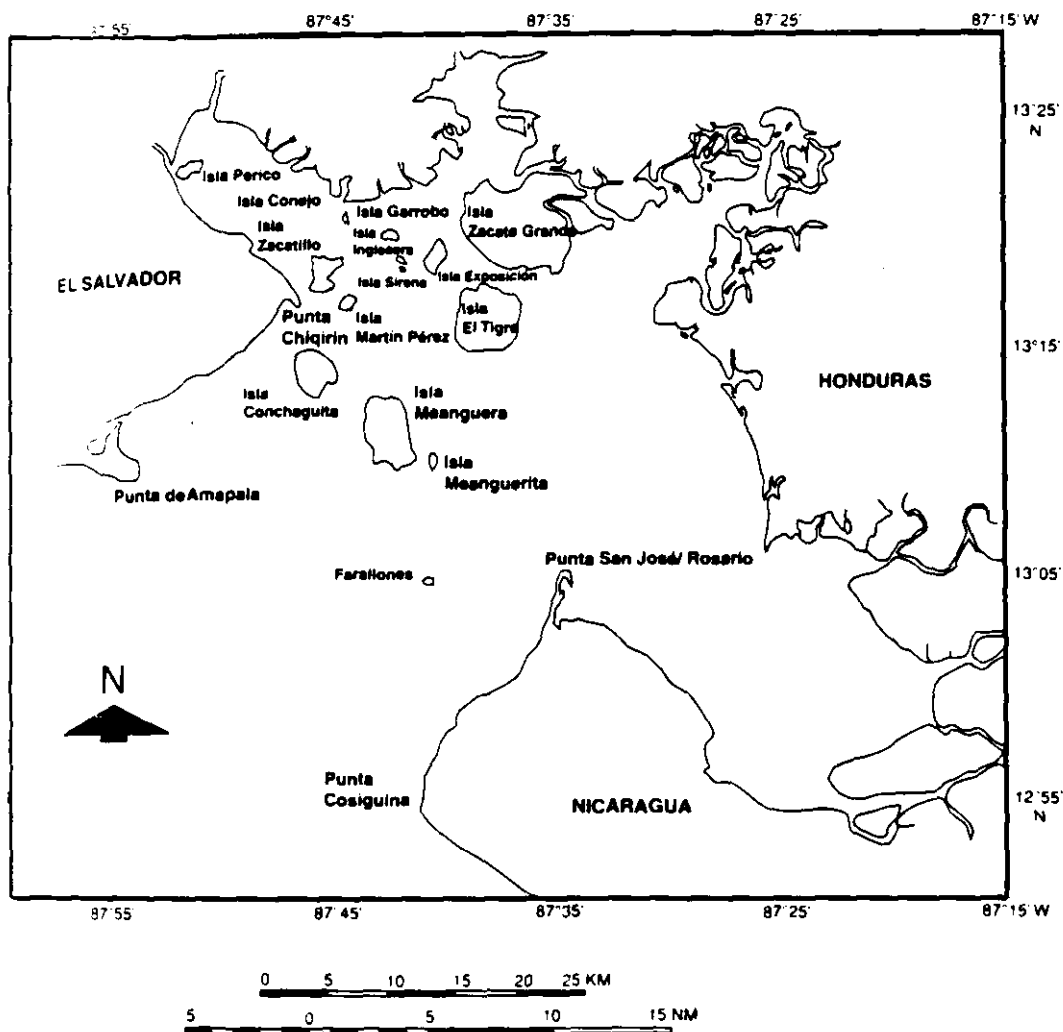 87°55'
87°45'
87°35'
87°25'
87°15' W
13°25'
N
Isla Perico
Isla Conejo
Isla Garrobo
Isla
Zacate Grande
Isla
Zacatillo
Isla
Inglesera
Isla Sirena
Isla Exposición
EL SALVADOR
Isla
El Tigre
Punta
Chiqirin
Isla
Martin Pérez
13°15'
N
HONDURAS
Isla
Conchaguita
Isla
Meanguera
Isla
Meanguerita
Punta de Amapala
Punta San José/ Rosario
Farallones
13°05'
N
N
Punta
Cosiguina
NICARAGUA
12°55'
N
87°55'
87°45'
87°35'
87°25'
87°15' W
0 5 10 15 20 25 KM
5 0 5 10 15 NM